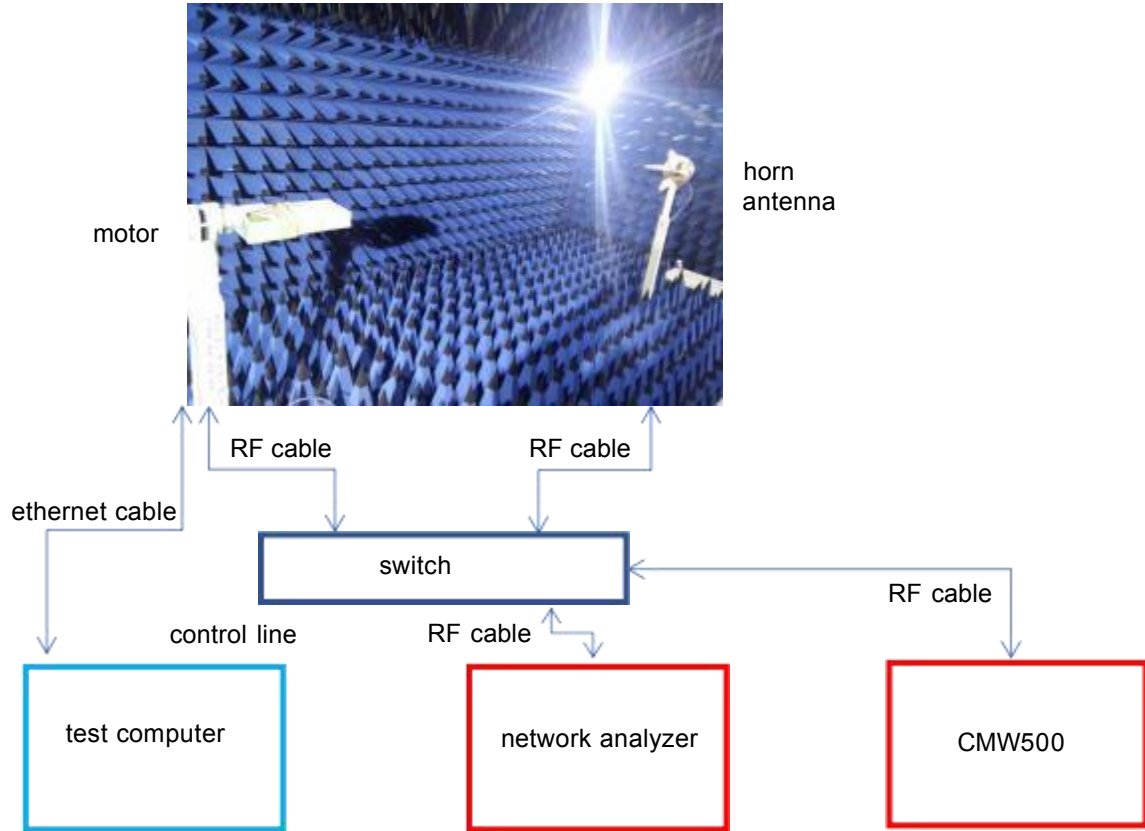 horn
antenna
motor
RF cable
RF cable
ethernet cable
switch
RF cable
control line
RF cable
test computer
network analyzer
CMW500